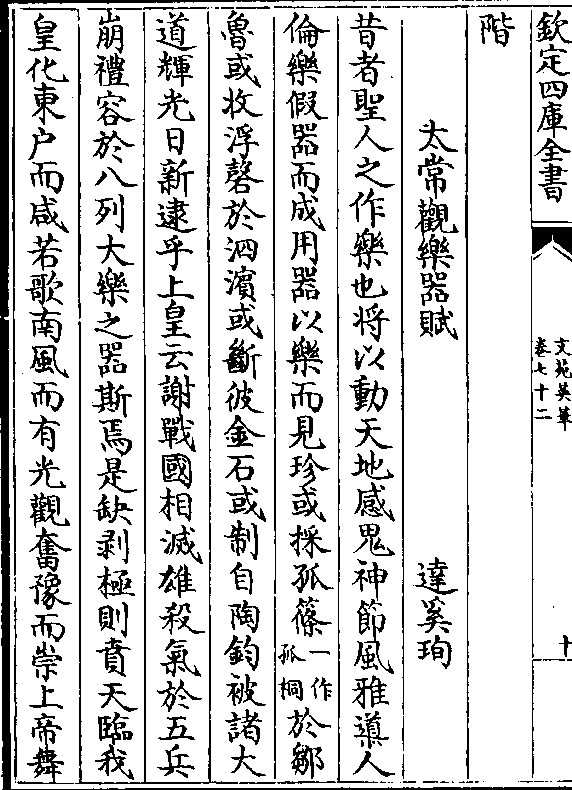 欽定四庫全書
文苑英華
卷七十二
十
階
太常觀樂器賦 達奚珣
昔者聖人之作樂也将以動天地感鬼神節風雅導人
倫樂假器而成用器以樂而見珍或採孤篠一作孤桐於鄒
魯或收浮磬於泗濵或斷彼金石或制自陶鈞被諸大
道輝光日新逮乎上皇云謝戰國相滅雄殺氣於五兵
崩禮容於八列大樂之器斯焉是缺剥極則賁天臨我
皇化東户而咸若歌南風而有光觀奮豫而崇上帝舞